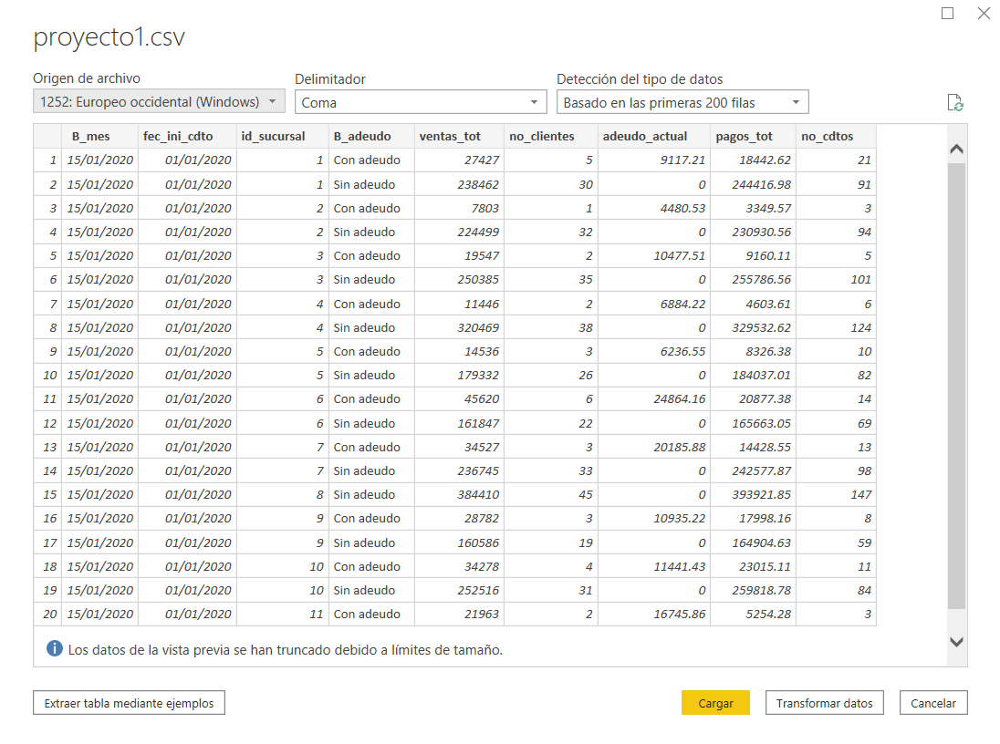 proyecto1.csv
Origen de archivo Delimitador Detección del tipo de datos
1252: Europeo occidental (Windows) Coma Basado en las primeras 200 filas
B_mes fec_ini_cdto id_sucursal B_adeudo ventas_tot no_clientes adeudo_actual pagos_tot no_cdtos
1 15/01/2020 01/01/2020 1 Con adeudo 27427 5 9117.21 18442.62 21
2 15/01/2020 01/01/2020 1 Sin adeudo 238462 30 0 244416.98 91
3 15/01/2020 01/01/2020 2 Con adeudo 7803 1 4480.53 3349.57 3
4 15/01/2020 01/01/2020 2 Sin adeudo 224499 32 0 230930.56 94
5 15/01/2020 01/01/2020 3 Con adeudo 19547 2 10477.51 9160.11 5
6 15/01/2020 01/01/2020 3 Sin adeudo 250385 35 0 255786.56 101
7 15/01/2020 01/01/2020 4 Con adeudo 11446 2 6884.22 4603.61 6
8 15/01/2020 01/01/2020 4 Sin adeudo 320469 38 0 329532.62 124
9 15/01/2020 01/01/2020 5 Con adeudo 14536 3 6236.55 8326.38 10
10 15/01/2020 01/01/2020 5 Sin adeudo 179332 26 0 184037.01 82
11 15/01/2020 01/01/2020 6 Con adeudo 45620 6 24864.16 20877.38 14
12 15/01/2020 01/01/2020 6 Sin adeudo 161847 22 0 165663.05 69
13 15/01/2020 01/01/2020 7 Con adeudo 34527 3 20185.88 14428.55 13
14 15/01/2020 01/01/2020 7 Sin adeudo 236745 33 0 242577.87 98
15 15/01/2020 01/01/2020 8 Sin adeudo 384410 45 0 393921.85 147
16 15/01/2020 01/01/2020 9 Con adeudo 28782 3 10935.22 17998.16 8
17 15/01/2020 01/01/2020 9 Sin adeudo 160586 19 0 164904.63 59
18 15/01/2020 01/01/2020 10 Con adeudo 34278 4 11441.43 23015.11 11
19 15/01/2020 01/01/2020 10 Sin adeudo 252516 31 0 259818.78 84
20 15/01/2020 01/01/2020 11 Con adeudo 21963 2 16745.86 5254.28 3
Los datos de la vista previa se han truncado debido a límites de tamaño.
Extraer tabla mediante ejemplos Cargar Transformar datos Cancelar